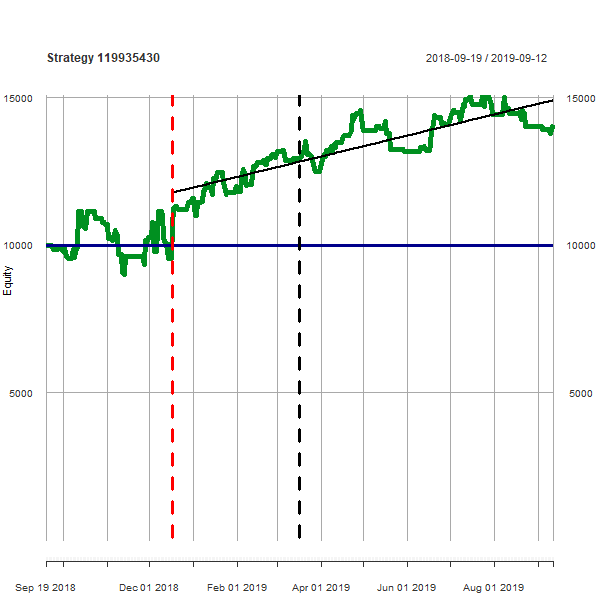 Strategy 119935430
2018-09-19 / 2019-09-12
15000
15000
10000
10000
Equity
5000
5000
Sep 19 2018
Dec 01 2018
Feb 01 2019
Apr 01 2019
Jun 01 2019
Aug 01 2019